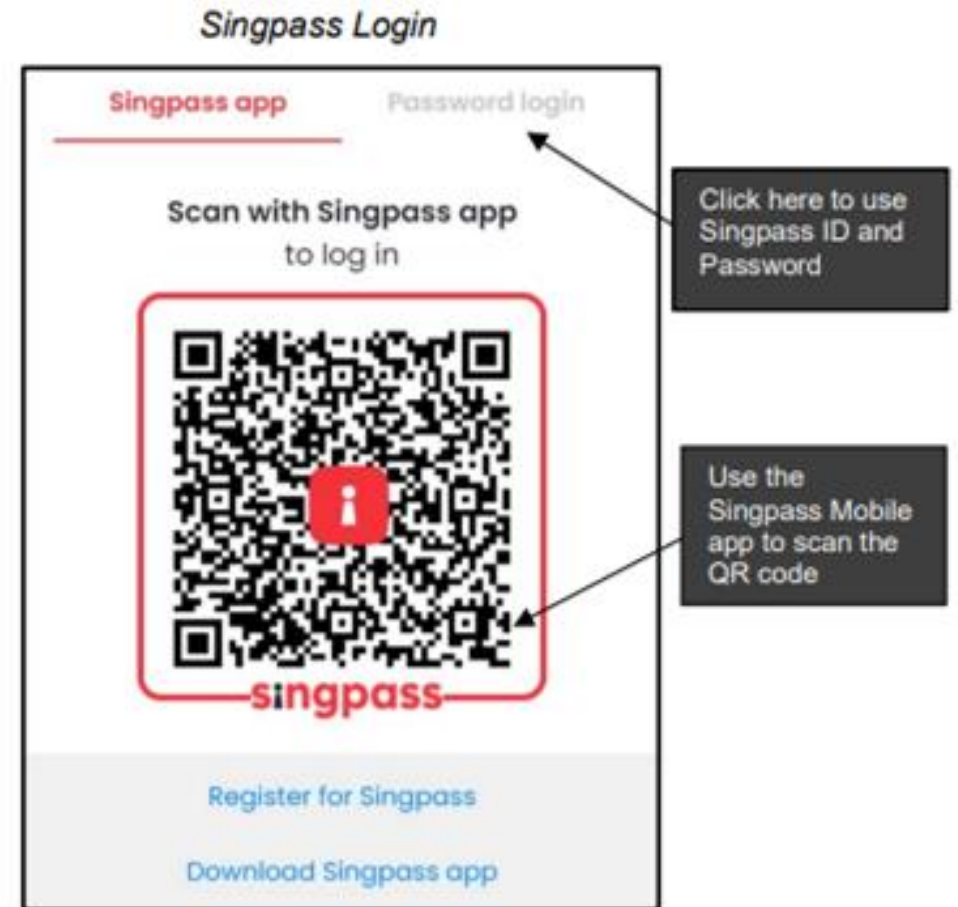 Singpass Login
Singpass app
Password login
Click here to use
Singpass ID and
Password
Scan with Singpass app
to log in
Use the
Singpass Mobile
app to scan the
QR code
singpass
Register for Singpass
Download Singpass app